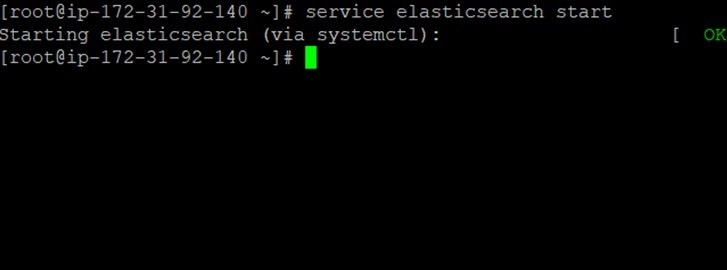 [root@ip-172-31-92-140 ~]# service elasticsearch start
Starting elasticsearch (via systemctl):                    [  OK
[root@ip-172-31-92-140 ~]#